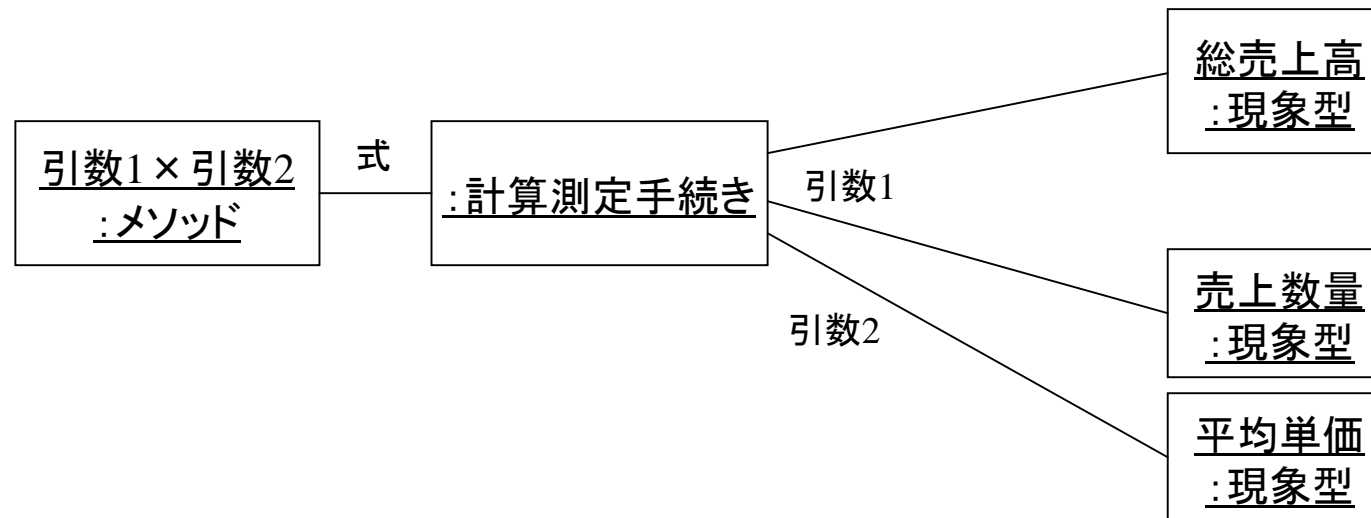 総売上高
:現象型
式
引数1×引数2
:メソッド
:計算測定手続き
引数1
売上数量
:現象型
引数2
平均単価
:現象型